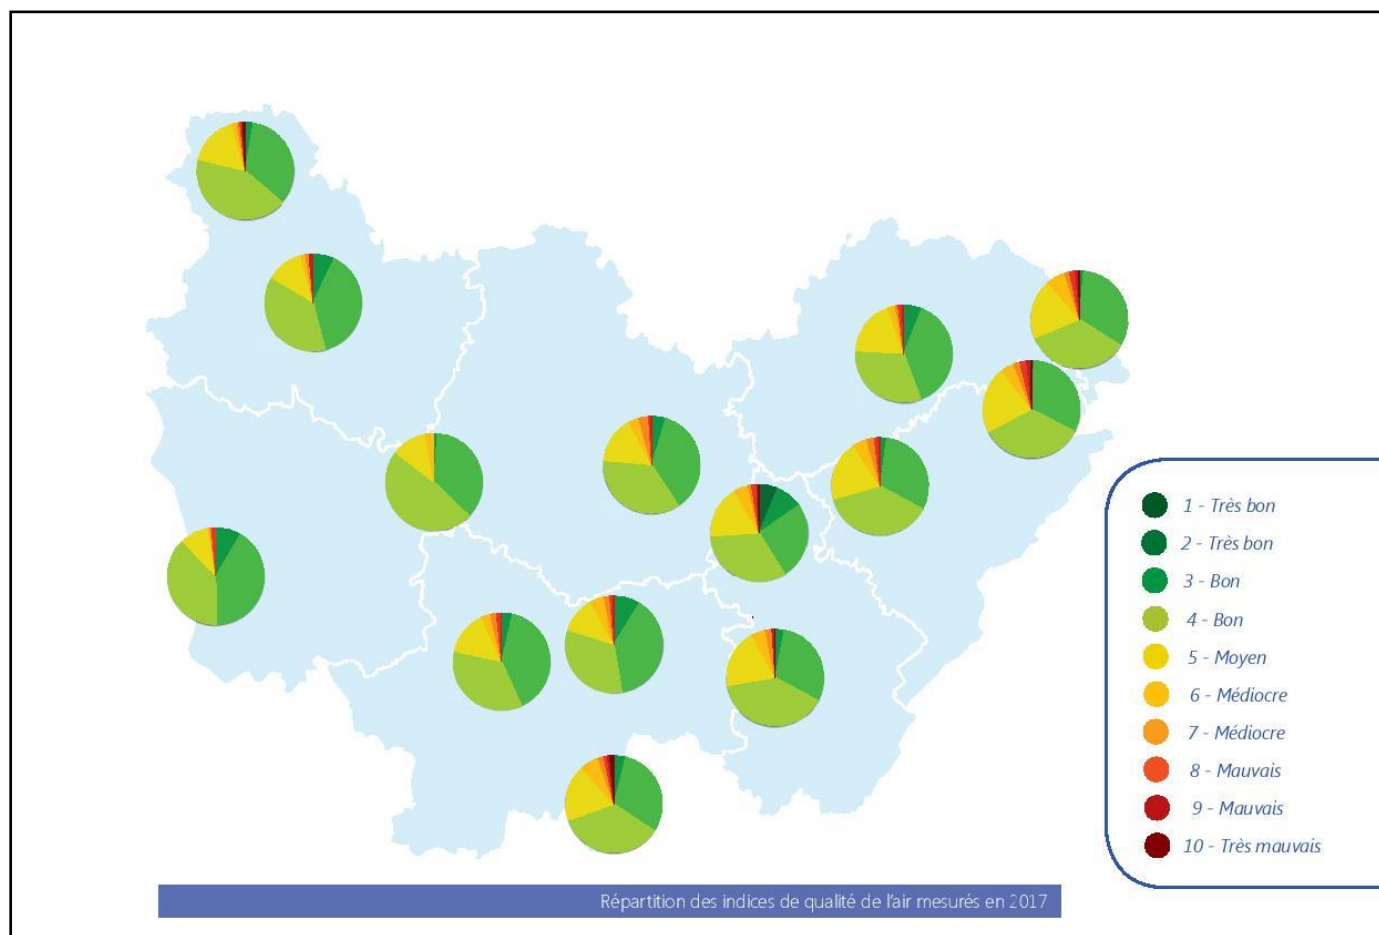 1 - Très bon
2 - Très bon
3 - Bon
4 - Bon
5 - Moyen
6 - Médiocre
7 - Médiocre
8 - Mauvais
9 - Mauvais
10 - Très mauvais
Répartition des indices de qualité de l'air mesurés en 2017